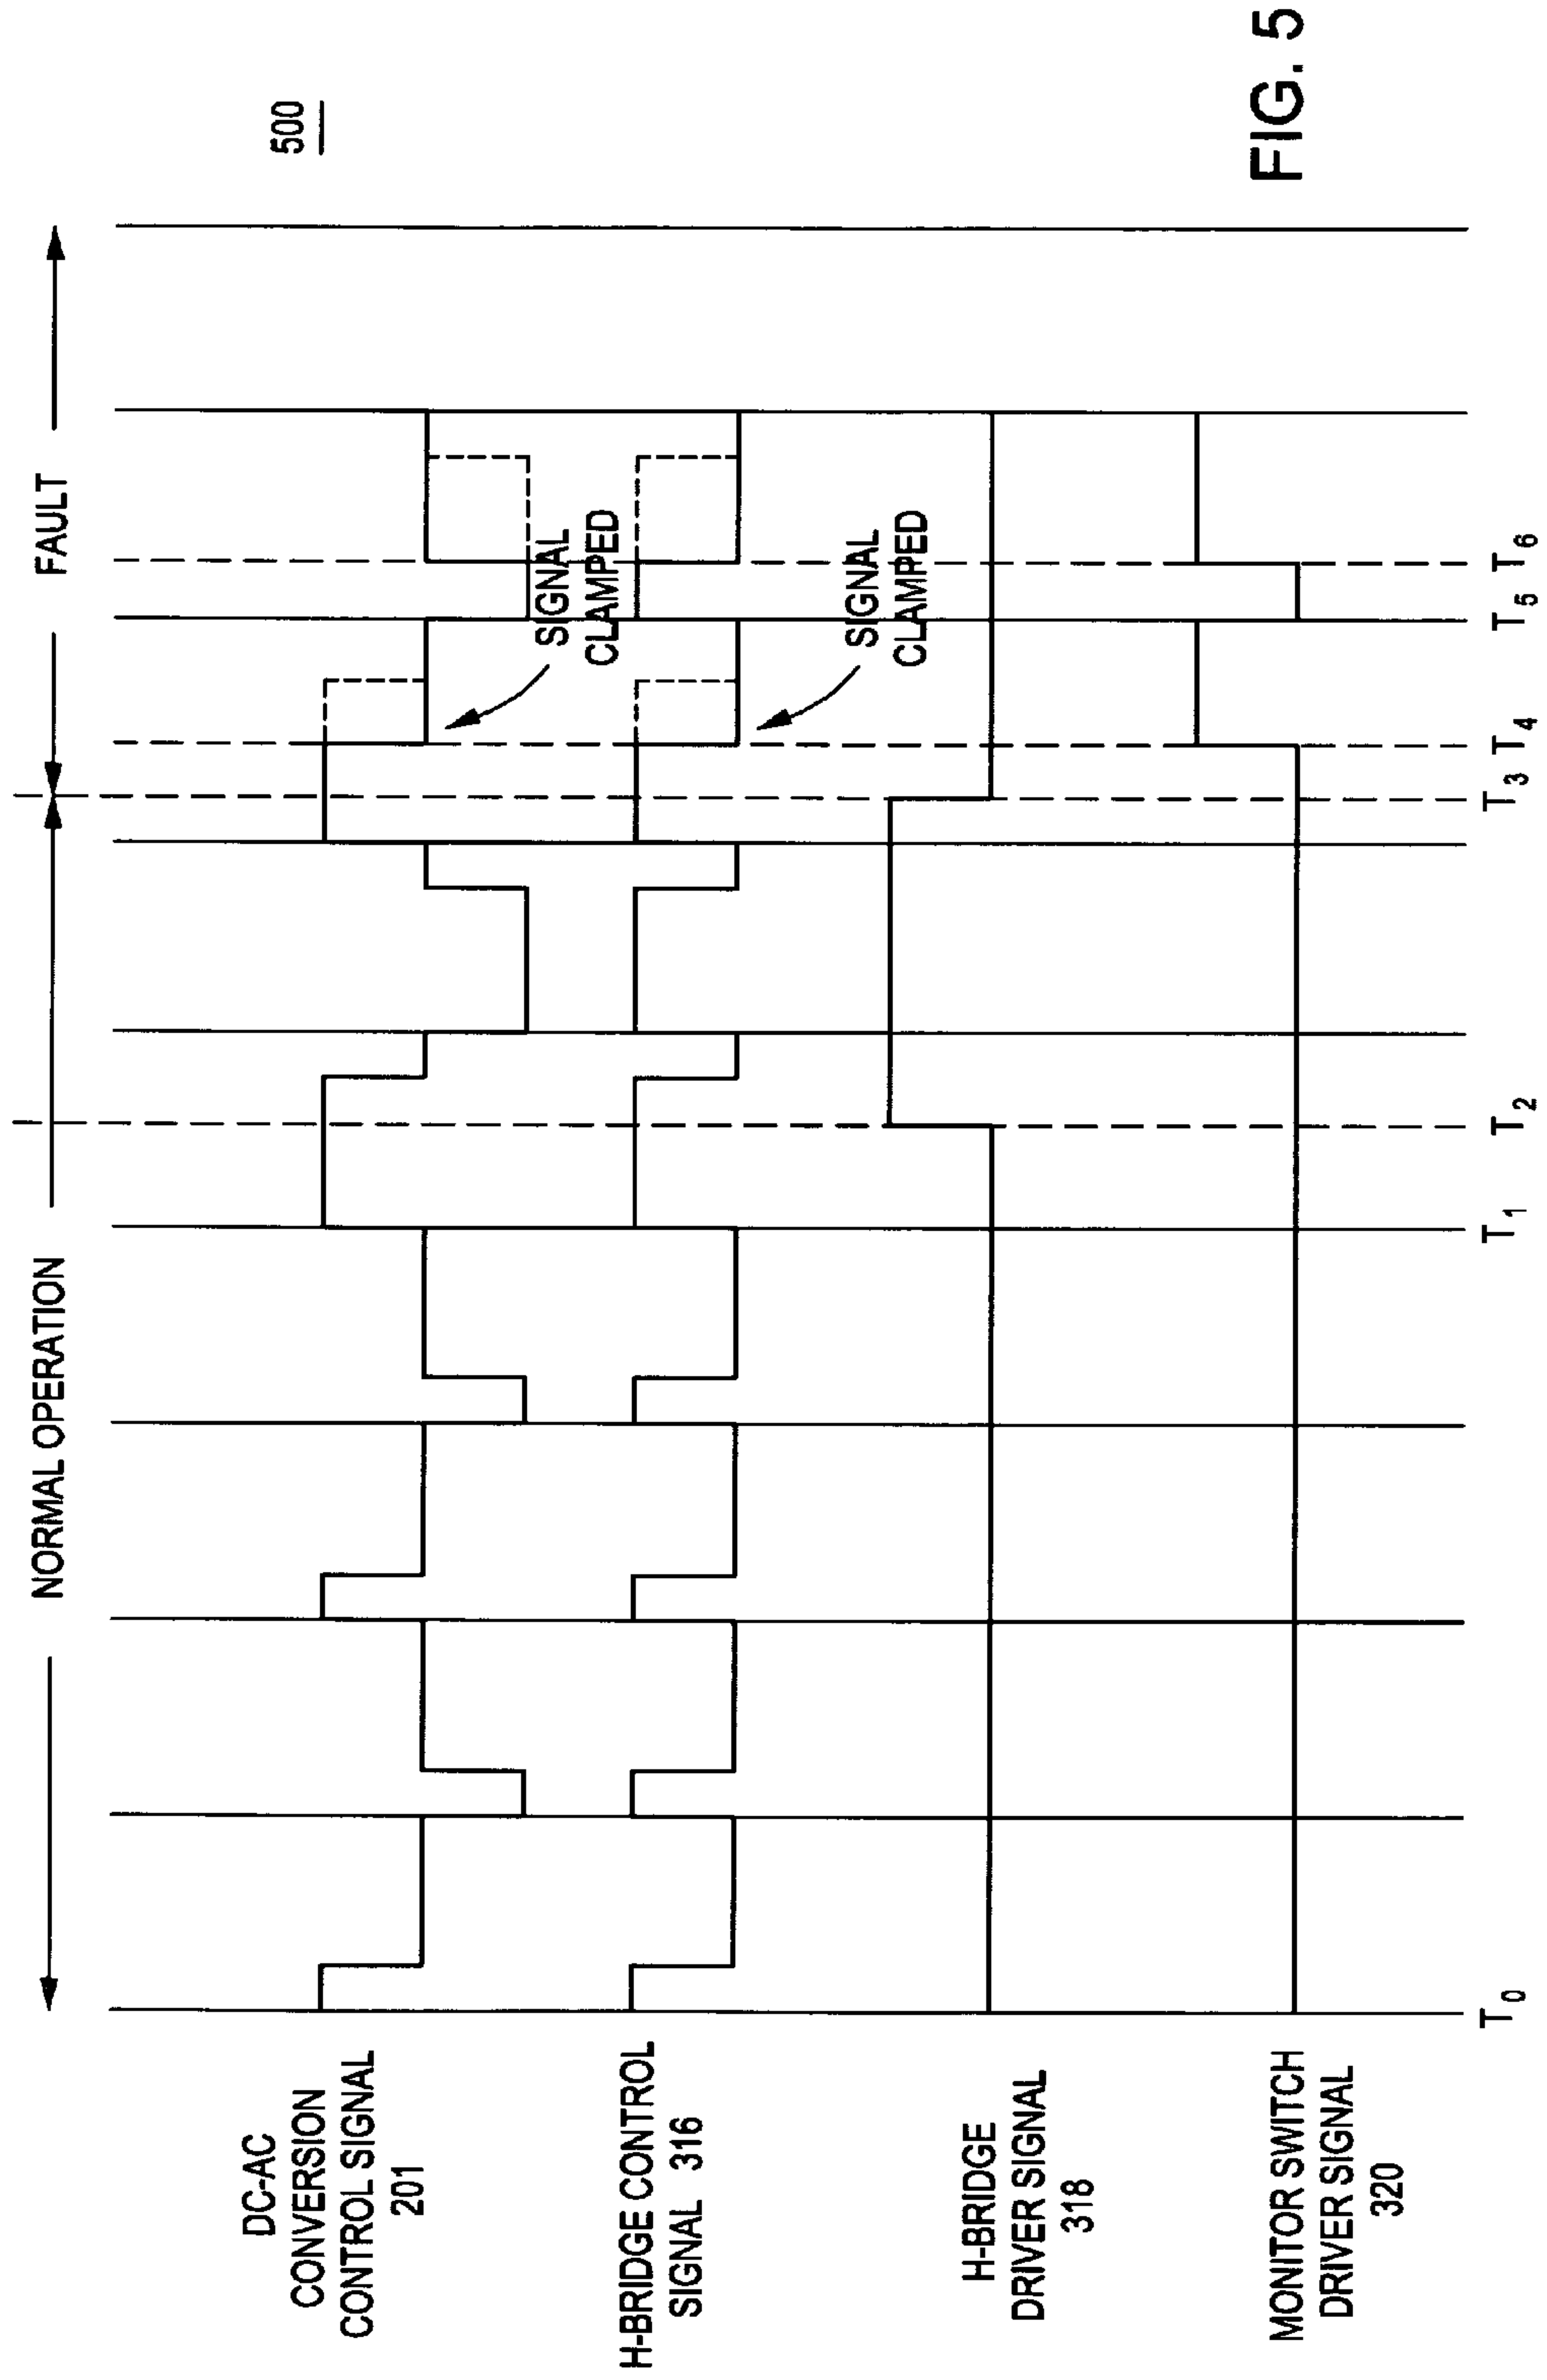 NORMAL OPERATION
FAULT
500
DC-AC
CONVERSION
CONTROL SIGNAL
201
SIGNAL
CLAMPED
H-BRIDGE CONTROL
SIGNAL 316
SIGNAL
CLAMPED
H-BRIDGE
DRIVER SIGNAL
318
MONITOR SWITCH
DRIVER SIGNAL
320
T0 T1 T2 T3 T4 T5 T6
FIG. 5